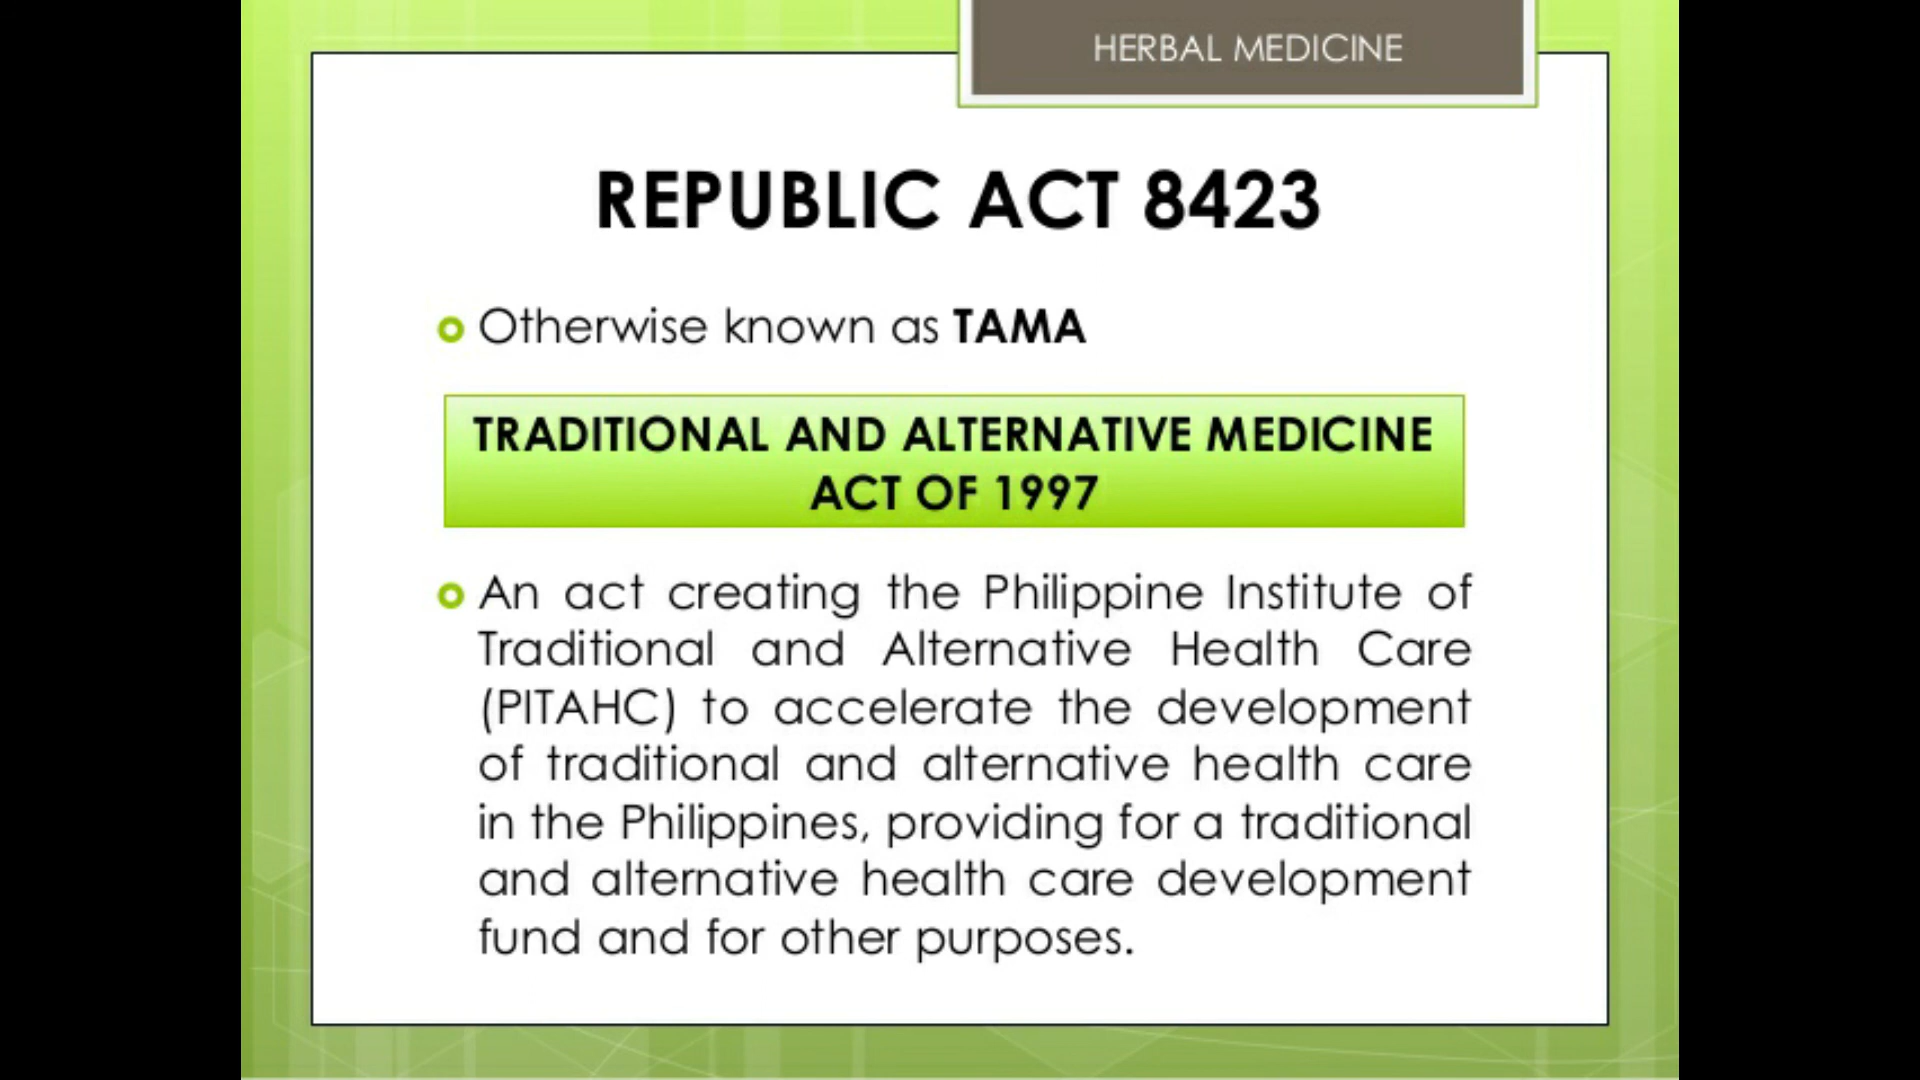 HERBAL MEDICINE
REPUBLIC ACT 8423
Otherwise known as TAMA
TRADITIONAL AND ALTERNATIVE MEDICINE
ACT OF 1997
An act creating the Philippine Institute of
Traditional and Alternative Health Care
(PITAHC) to accelerate the development
of traditional and alternative health care
in the Philippines, providing for a traditional
and alternative health care development
fund and for other purposes.